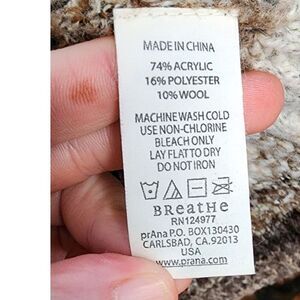 MADE IN CHINA
74% ACRYLIC
16% POLYESTER
10% WOOL
MACHINE WASH COLD
USE NON-CHLORINE
BLEACH ONLY
LAY FLAT TO DRY
DO NOT IRON
BReatHe
RN124977
prAna P.O. BOX130430
CARLSBAD, CA. 92013
USA
www.prana.com